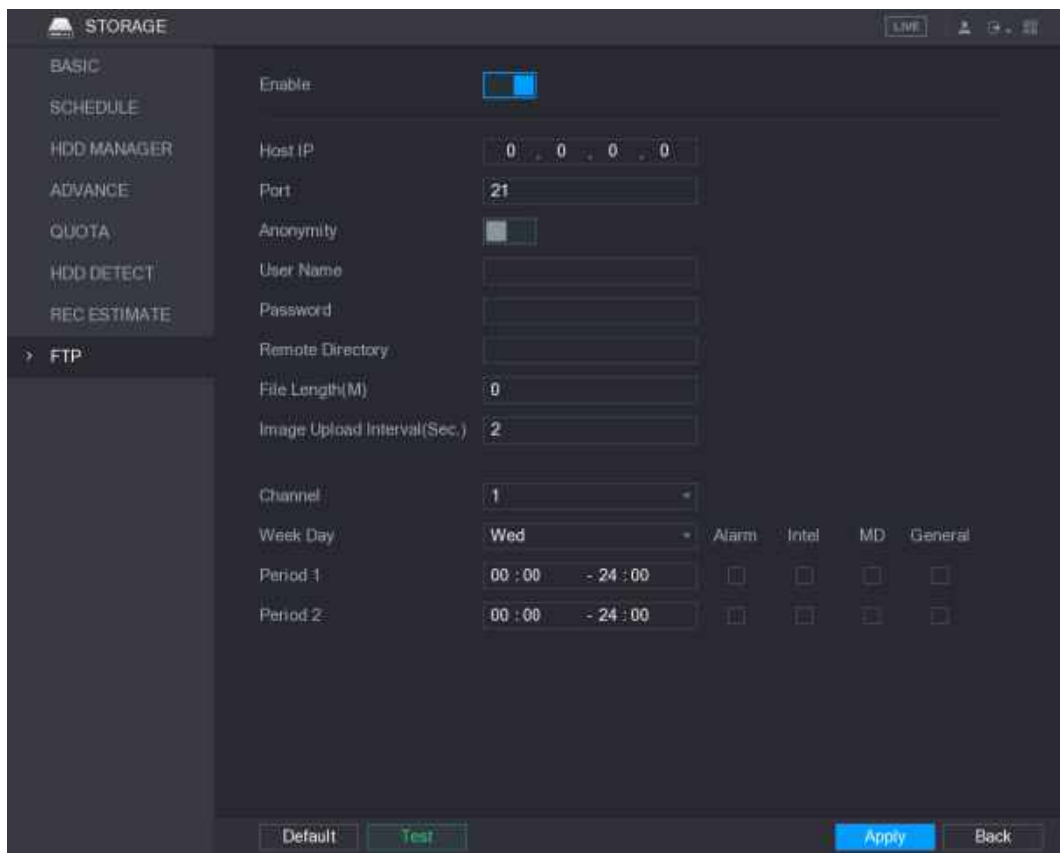 STORAGE
LIVE
BASIC
SCHEDULE
HDD MANAGER
ADVANCE
QUOTA
HDD DETECT
REC ESTIMATE
> FTP
Enable
Host IP 0 . 0 . 0 . 0
Port 21
Anonymity
User Name
Password
Remote Directory
File Length(M) 0
Image Upload Interval(Sec.) 2
Channel 1
Week Day Wed Alarm Intel MD General
Period 1 00 : 00 - 24 : 00
Period 2 00 : 00 - 24 : 00
Default Test Apply Back